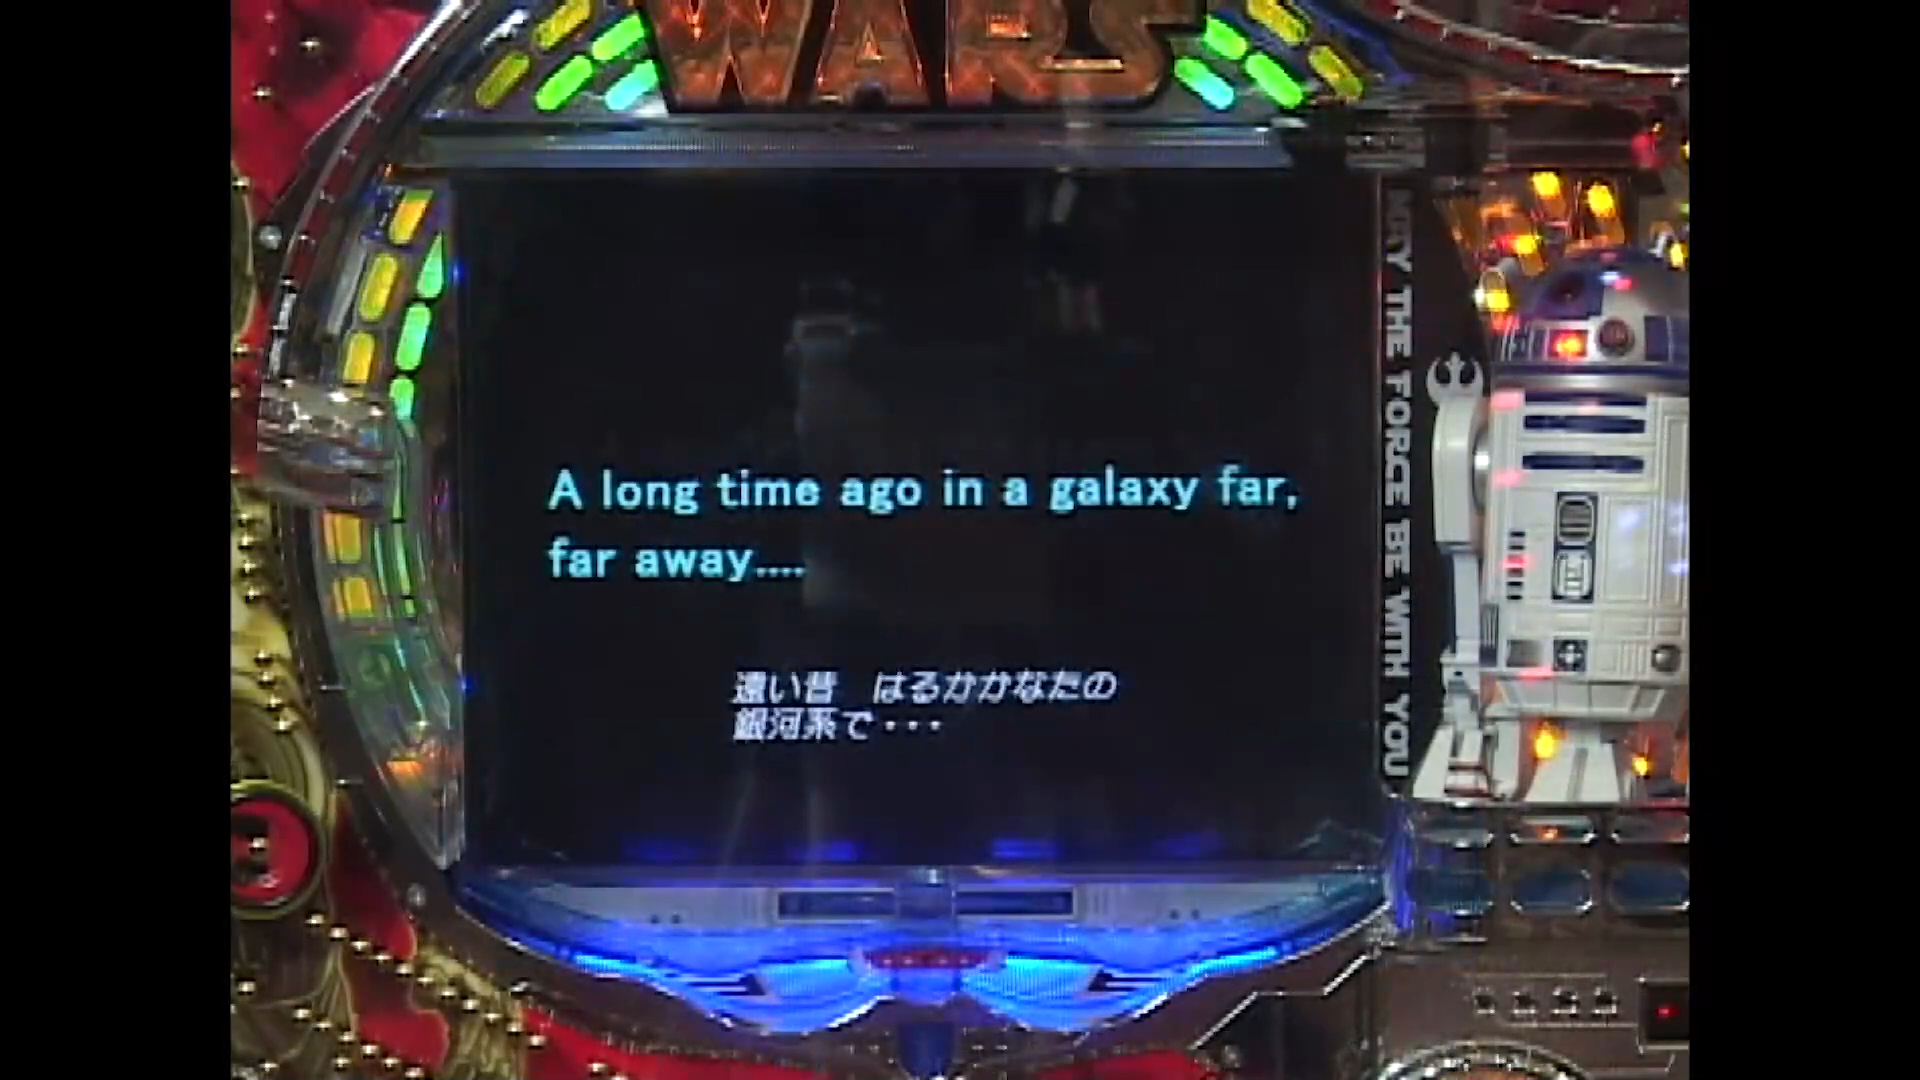 WARS
A long time ago in a galaxy far,
far away....
遠い昔　はるかかなたの
銀河系で・・・
MAY THE FORCE BE WITH YOU